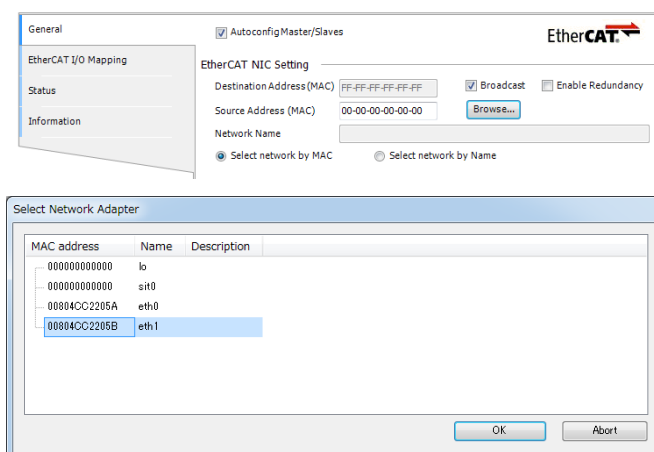 General
Autoconfig Master/Slaves
EtherCAT.
EtherCAT I/O Mapping
EtherCAT NIC Setting
Status
Destination Address (MAC) FF-FF-FF-FF-FF-FF Broadcast Enable Redundancy
Source Address (MAC) 00-00-00-00-00-00 Browse...
Information
Network Name
Select network by MAC Select network by Name
Select Network Adapter
MAC address Name Description
000000000000 lo
000000000000 sit0
00804CC2205A eth0
00804CC2205B eth1
OK Abort